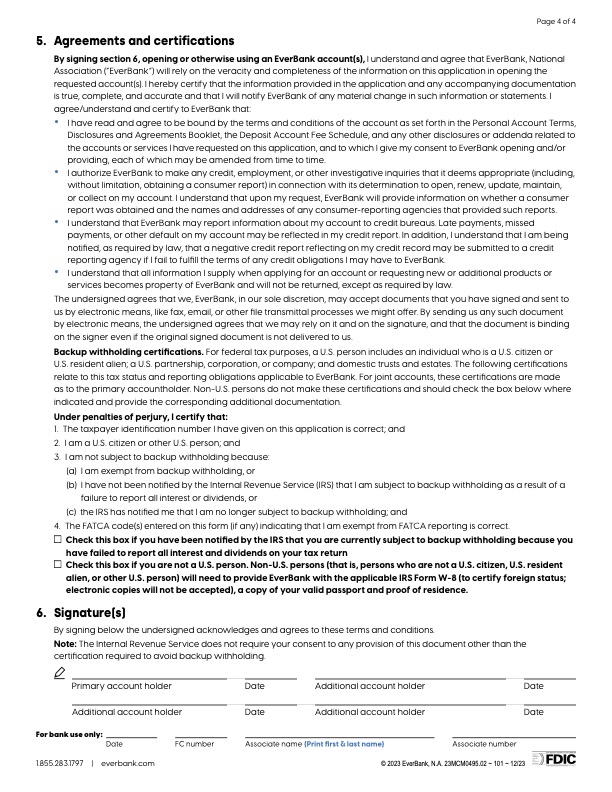 Page 4 of 4
5. Agreements and certifications
By signing section 6, opening or otherwise using an EverBank account(s), I understand and agree that EverBank, National
Association ("EverBank") will rely on the veracity and completeness of the information on this application in opening the
requested account(s). I hereby certify that the information provided in the application and any accompanying documentation
is true, complete, and accurate and that I will notify EverBank of any material change in such information or statements. I
agree/understand and certify to EverBank that:
• I have read and agree to be bound by the terms and conditions of the account as set forth in the Personal Account Terms,
Disclosures and Agreements Booklet, the Deposit Account Fee Schedule, and any other disclosures or addenda related to
the accounts or services I have requested on this application, and to which I give my consent to EverBank opening and/or
providing, each of which may be amended from time to time.
• I authorize EverBank to make any credit, employment, or other investigative inquiries that it deems appropriate (including,
without limitation, obtaining a consumer report) in connection with its determination to open, renew, update, maintain,
or collect on my account. I understand that upon my request, EverBank will provide information on whether a consumer
report was obtained and the names and addresses of any consumer-reporting agencies that provided such reports.
• I understand that EverBank may report information about my account to credit bureaus. Late payments, missed
payments, or other default on my account may be reflected in my credit report. In addition, I understand that I am being
notified, as required by law, that a negative credit report reflecting on my credit record may be submitted to a credit
reporting agency if I fail to fulfill the terms of any credit obligations I may have to EverBank.
• I understand that all information I supply when applying for an account or requesting new or additional products or
services becomes property of EverBank and will not be returned, except as required by law.
The undersigned agrees that we, EverBank, in our sole discretion, may accept documents that you have signed and sent to
us by electronic means, like fax, email, or other file transmittal processes we might offer. By sending us any such document
by electronic means, the undersigned agrees that we may rely on it and on the signature, and that the document is binding
on the signer even if the original signed document is not delivered to us.
Backup withholding certifications. For federal tax purposes, a U.S. person includes an individual who is a U.S. citizen or
U.S. resident alien; a U.S. partnership, corporation, or company; and domestic trusts and estates. The following certifications
relate to this tax status and reporting obligations applicable to EverBank. For joint accounts, these certifications are made
as to the primary accountholder. Non-U.S. persons do not make these certifications and should check the box below where
indicated and provide the corresponding additional documentation.
Under penalties of perjury, I certify that:
1. The taxpayer identification number I have given on this application is correct; and
2. I am a U.S. citizen or other U.S. person; and
3. I am not subject to backup withholding because:
(a) I am exempt from backup withholding, or
(b) I have not been notified by the Internal Revenue Service (IRS) that I am subject to backup withholding as a result of a
failure to report all interest or dividends, or
(c) the IRS has notified me that I am no longer subject to backup withholding; and
4. The FATCA code(s) entered on this form (if any) indicating that I am exempt from FATCA reporting is correct.
☐ Check this box if you have been notified by the IRS that you are currently subject to backup withholding because you
have failed to report all interest and dividends on your tax return
☐ Check this box if you are not a U.S. person. Non-U.S. persons (that is, persons who are not a U.S. citizen, U.S. resident
alien, or other U.S. person) will need to provide EverBank with the applicable IRS Form W-8 (to certify foreign status;
electronic copies will not be accepted), a copy of your valid passport and proof of residence.
6. Signature(s)
By signing below the undersigned acknowledges and agrees to these terms and conditions.
Note: The Internal Revenue Service does not require your consent to any provision of this document other than the
certification required to avoid backup withholding.
Primary account holder Date Additional account holder Date
Additional account holder Date Additional account holder Date
For bank use only:
Date FC number Associate name (Print first & last name) Associate number
1.855.283.1797 | everbank.com © 2023 EverBank, N.A. 23MCM0495.02 – 101 – 12/23 FDIC